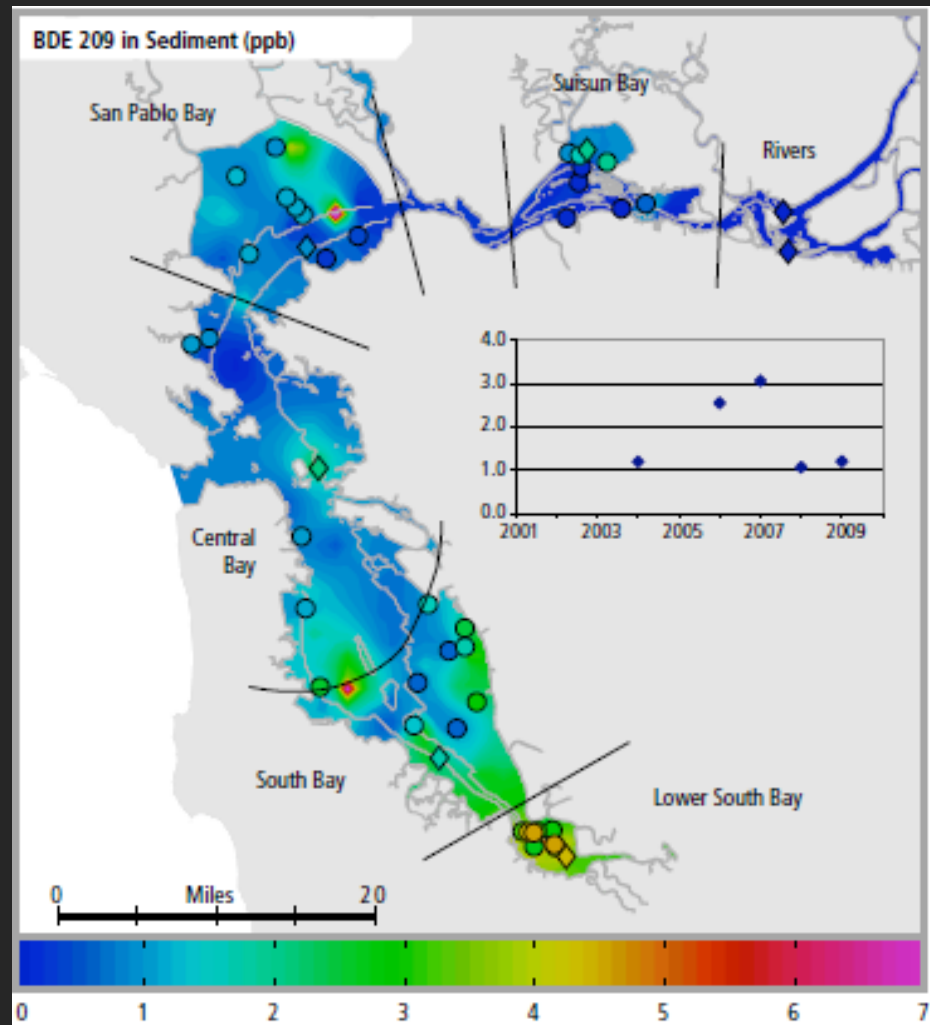 BDE 209 in Sediment (ppb)
Suisun Bay
San Pablo Bay
Rivers
4.0
3.0
2.0
1.0
0.0
2001 2003 2005 2007 2009
Central
Bay
South Bay
Lower South Bay
0 Miles 20
0 1 2 3 4 5 6 7